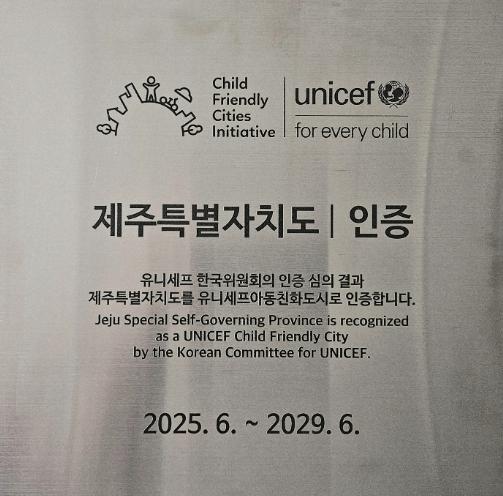 Child
Friendly
Cities
Initiative
unicef
for every child
제주특별자치도 | 인증
유니세프 한국위원회의 인증 심의 결과
제주특별자치도를 유니세프아동친화도시로 인증합니다.
Jeju Special Self-Governing Province is recognized
as a UNICEF Child Friendly City
by the Korean Committee for UNICEF.
2025. 6. ~ 2029. 6.